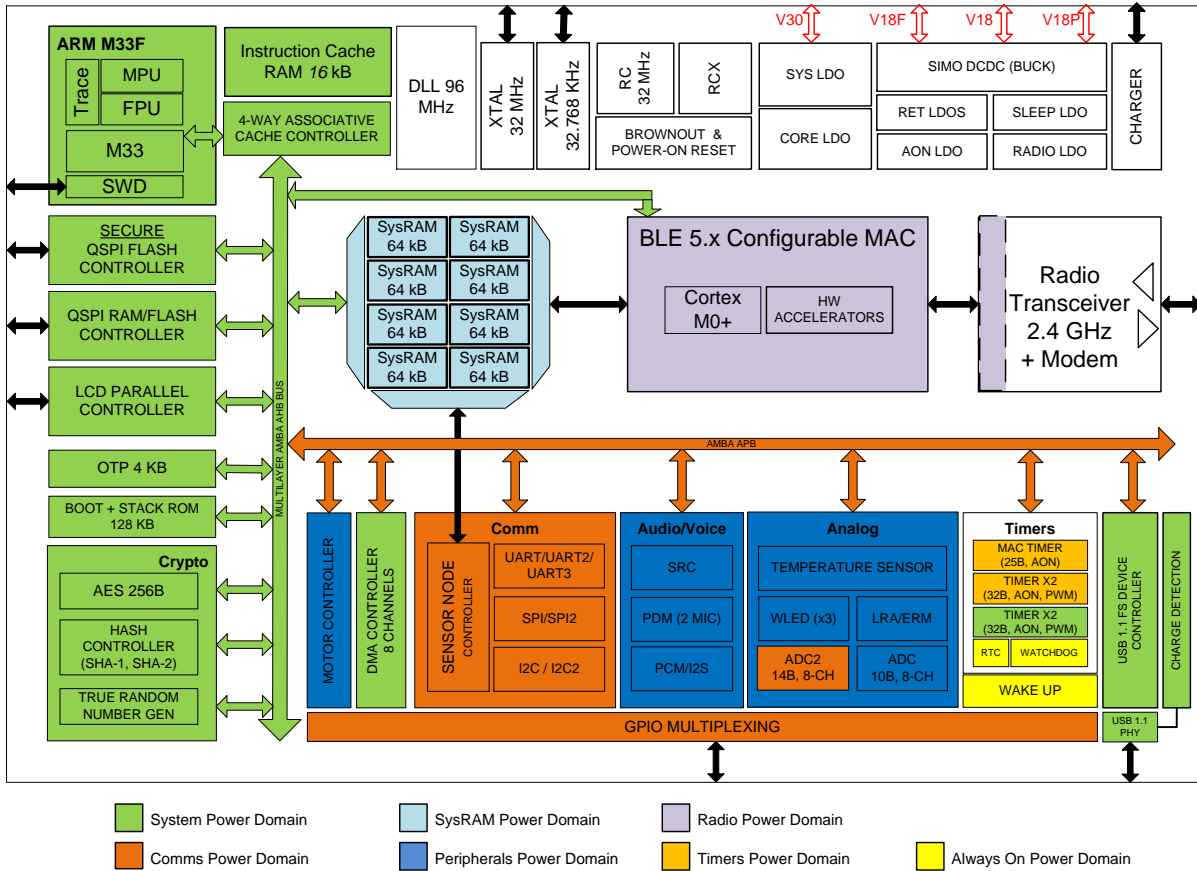 V30
V18F
V18
V18P
ARM M33F
Trace
MPU
FPU
M33
SWD
Instruction Cache
RAM 16 kB
4-WAY ASSOCIATIVE
CACHE CONTROLLER
DLL 96
MHz
XTAL
32 MHz
XTAL
32.768 KHz
RC
32 MHz
RCX
BROWNOUT &
POWER-ON RESET
SYS LDO
CORE LDO
SIMO DCDC (BUCK)
RET LDOS
SLEEP LDO
AON LDO
RADIO LDO
CHARGER
SECURE
QSPI FLASH
CONTROLLER
QSPI RAM/FLASH
CONTROLLER
LCD PARALLEL
CONTROLLER
OTP 4 KB
BOOT + STACK ROM
128 KB
Crypto
AES 256B
HASH
CONTROLLER
(SHA-1, SHA-2)
TRUE RANDOM
NUMBER GEN
MULTILAYER AMBA AHB BUS
SysRAM
64 kB
SysRAM
64 kB
SysRAM
64 kB
SysRAM
64 kB
SysRAM
64 kB
SysRAM
64 kB
SysRAM
64 kB
SysRAM
64 kB
BLE 5.x Configurable MAC
Cortex
M0+
HW
ACCELERATORS
Radio
Transceiver
2.4 GHz
+ Modem
AMBA APB
MOTOR CONTROLLER
DMA CONTROLLER
8 CHANNELS
Comm
SENSOR NODE
CONTROLLER
UART/UART2/
UART3
SPI/SPI2
I2C / I2C2
Audio/Voice
SRC
PDM (2 MIC)
PCM/I2S
Analog
TEMPERATURE SENSOR
WLED (x3)
LRA/ERM
ADC2
14B, 8-CH
ADC
10B, 8-CH
Timers
MAC TIMER
(25B, AON)
TIMER X2
(32B, AON, PWM)
TIMER X2
(32B, AON, PWM)
RTC
WATCHDOG
WAKE UP
USB 1.1 FS DEVICE
CONTROLLER
CHARGE DETECTION
GPIO MULTIPLEXING
USB 1.1
PHY
System Power Domain
SysRAM Power Domain
Radio Power Domain
Comms Power Domain
Peripherals Power Domain
Timers Power Domain
Always On Power Domain